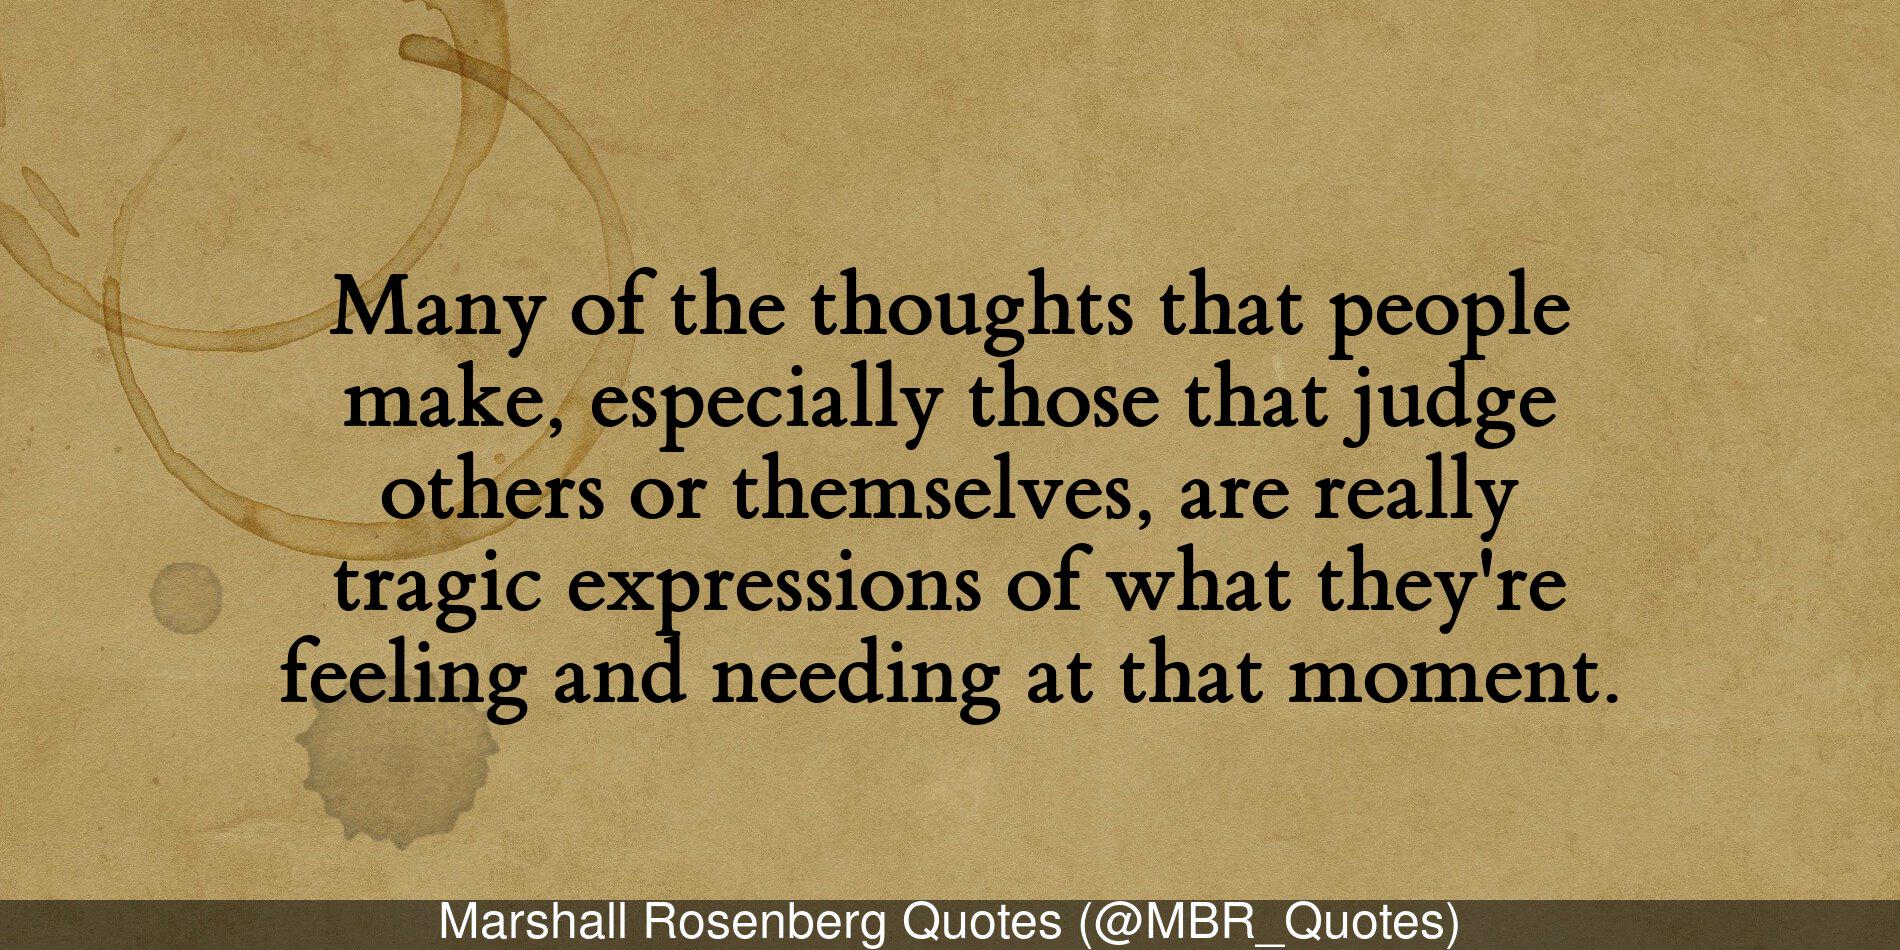 Many of the thoughts that people
make, especially those that judge
others or themselves, are really
tragic expressions of what they're
feeling and needing at that moment.
Marshall Rosenberg Quotes (@MBR_Quotes)